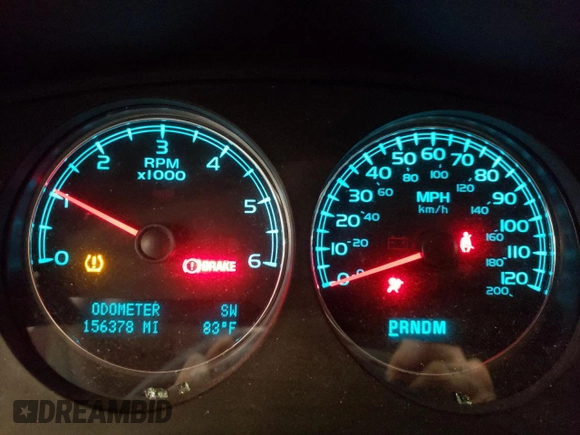 0 1 2 3 4 5 6
RPM
x1000
BRAKE
ODOMETER SW
156378 MI 83°F
0 10 20 30 40 50 60 70 80 90 100 110 120
0 20 40 60 80 100 120 140 160 180 200
MPH
km/h
PRNDM
DREAMBID